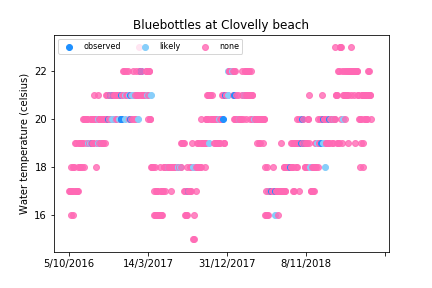 Bluebottles at Clovelly beach
observed likely none
Water temperature (celsius)
22
20
18
16
5/10/2016 14/3/2017 31/12/2017 8/11/2018